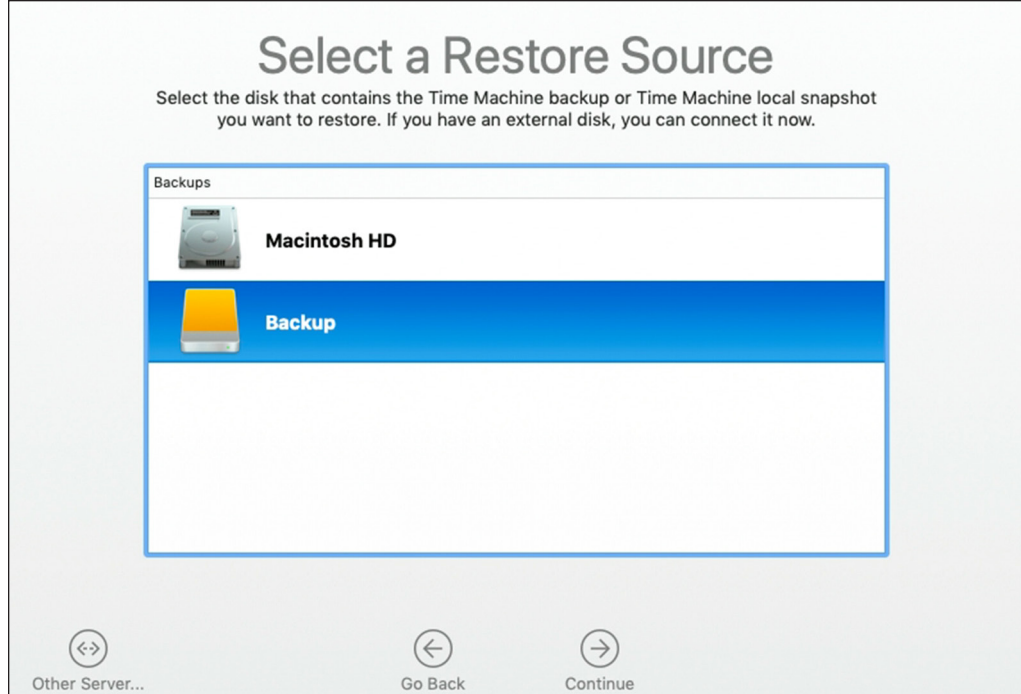 Select a Restore Source
Select the disk that contains the Time Machine backup or Time Machine local snapshot
you want to restore. If you have an external disk, you can connect it now.
Backups
Macintosh HD
Backup
Other Server...
Go Back
Continue